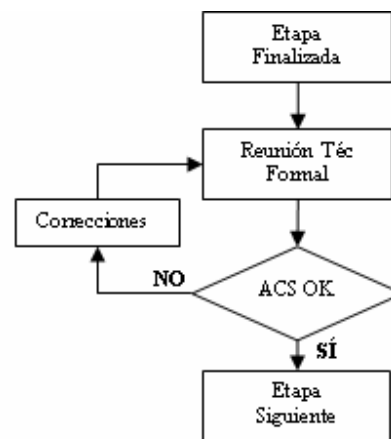 Etapa
Finalizada
Reunión Téc
Formal
Correcciones
NO
ACS OK.
SÍ
Etapa
Siguiente